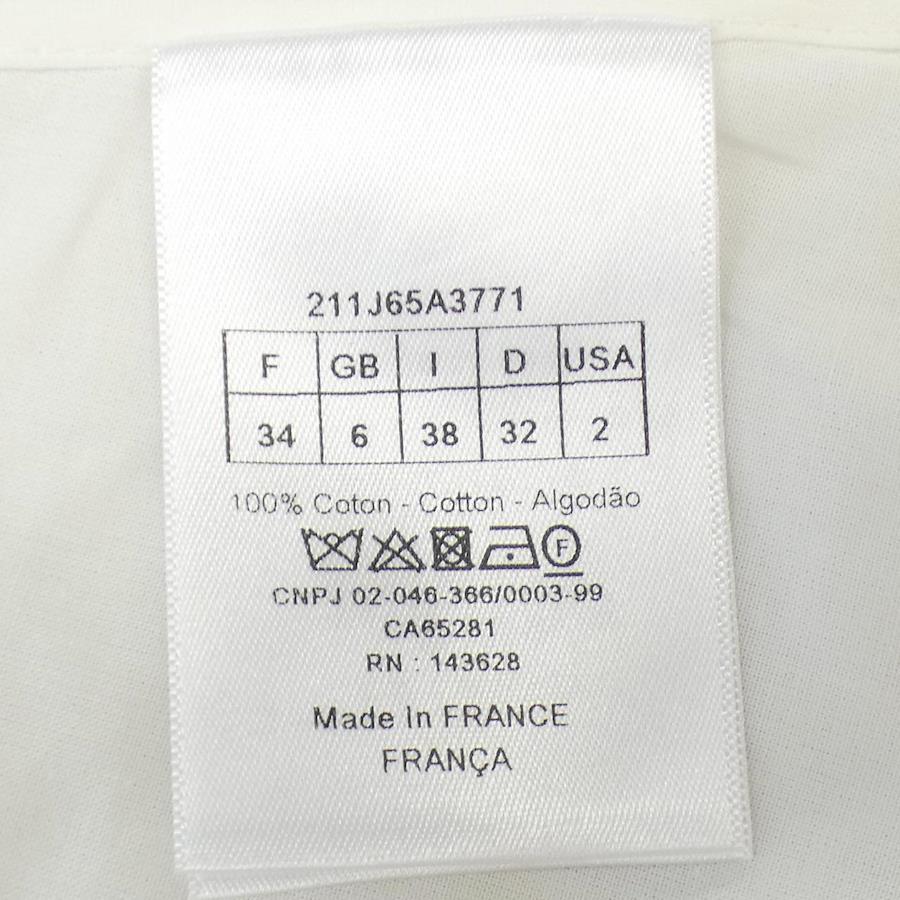 211J65A3771
F GB I D USA
34 6 38 32 2
100% Coton - Cotton - Algodão
F
CNPJ 02-046-366/0003-99
CA65281
RN : 143628
Made In FRANCE
FRANÇA